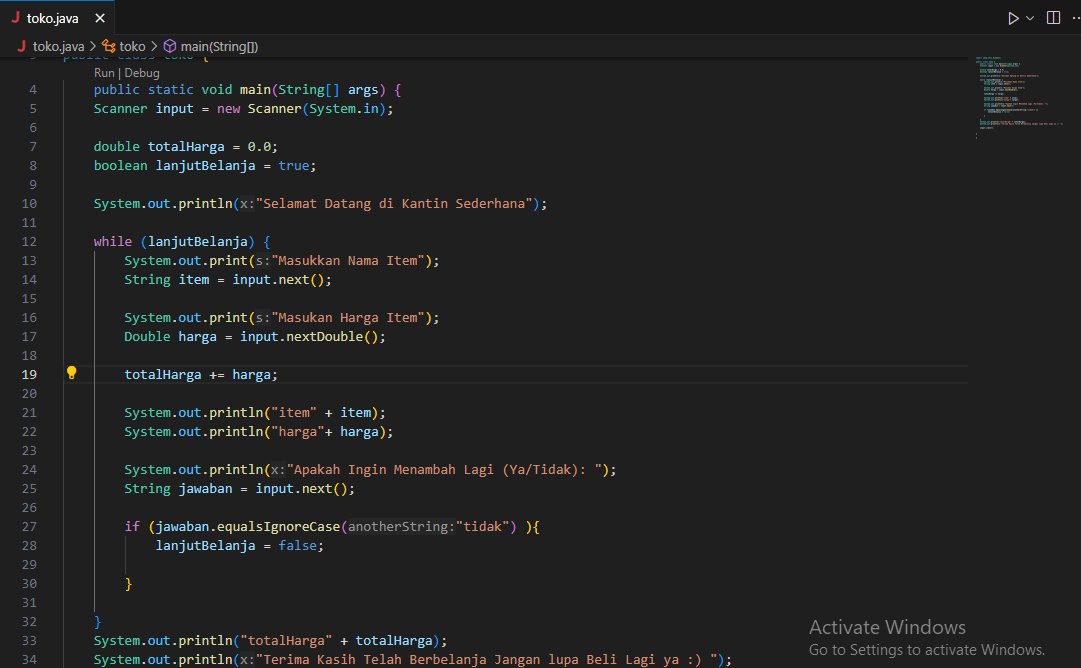 toko.java
toko.java > toko > main(String[])
3 public class toko {
Run | Debug
4 public static void main(String[] args) {
5 Scanner input = new Scanner(System.in);
6
7 double totalHarga = 0.0;
8 boolean lanjutBelanja = true;
9
10 System.out.println(x:"Selamat Datang di Kantin Sederhana");
11
12 while (lanjutBelanja) {
13 System.out.print(s:"Masukkan Nama Item");
14 String item = input.next();
15
16 System.out.print(s:"Masukan Harga Item");
17 Double harga = input.nextDouble();
18
19 totalHarga += harga;
20
21 System.out.println("item" + item);
22 System.out.println("harga"+ harga);
23
24 System.out.println(x:"Apakah Ingin Menambah Lagi (Ya/Tidak): ");
25 String jawaban = input.next();
26
27 if (jawaban.equalsIgnoreCase(anotherString:"tidak") ){
28 lanjutBelanja = false;
29
30 }
31
32 }
33 System.out.println("totalHarga" + totalHarga);
34 System.out.println(x:"Terima Kasih Telah Berbelanja Jangan lupa Beli Lagi ya :) ");
Activate Windows
Go to Settings to activate Windows.